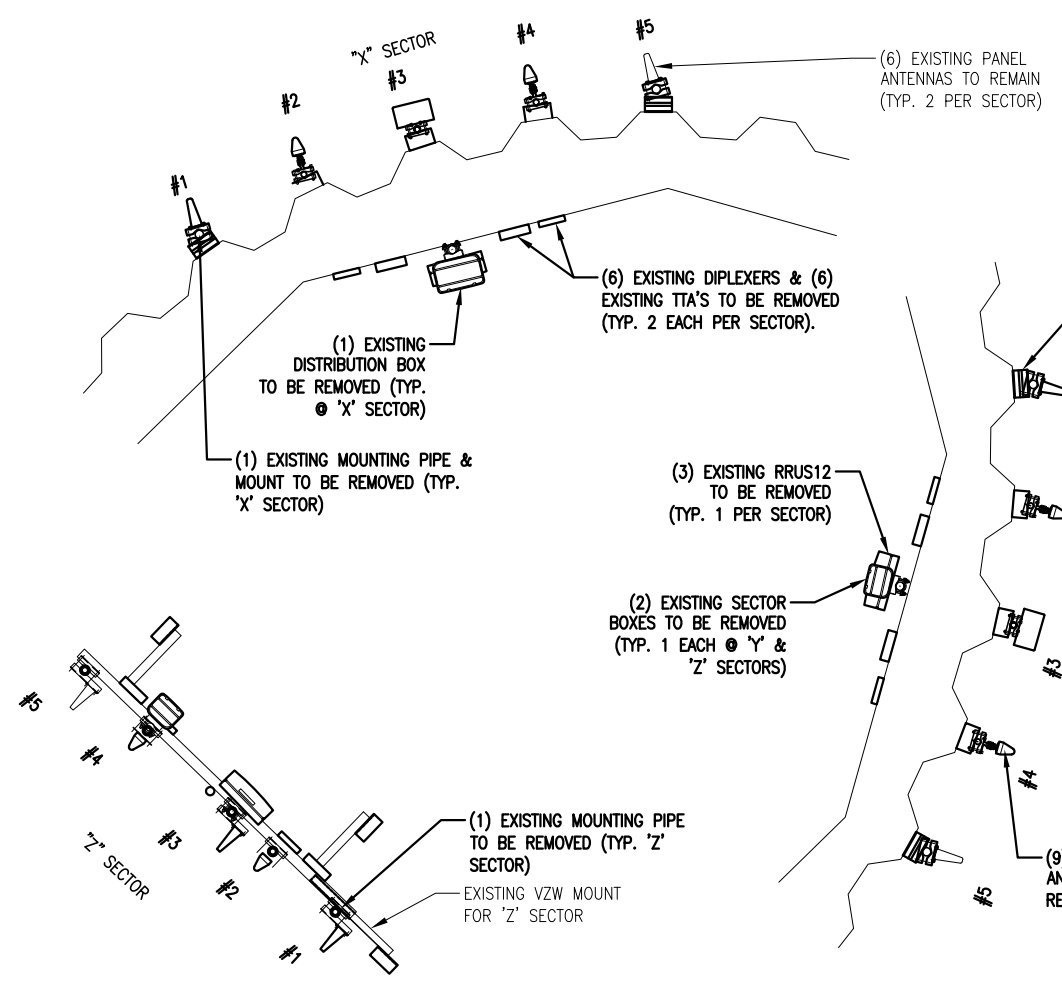 "X" SECTOR
#1
#2
#3
#4
#5
(6) EXISTING PANEL
ANTENNAS TO REMAIN
(TYP. 2 PER SECTOR)
(6) EXISTING DIPLEXERS & (6)
EXISTING TTA'S TO BE REMOVED
(TYP. 2 EACH PER SECTOR).
(1) EXISTING
DISTRIBUTION BOX
TO BE REMOVED (TYP.
@ 'X' SECTOR)
(1) EXISTING MOUNTING PIPE &
MOUNT TO BE REMOVED (TYP.
'X' SECTOR)
(3) EXISTING RRUS12
TO BE REMOVED
(TYP. 1 PER SECTOR)
(2) EXISTING SECTOR
BOXES TO BE REMOVED
(TYP. 1 EACH @ 'Y' &
'Z' SECTORS)
#3
#4
#5
(9
AN
RE
#5
#4
#3
#2
#1
"Z" SECTOR
(1) EXISTING MOUNTING PIPE
TO BE REMOVED (TYP. 'Z'
SECTOR)
EXISTING VZW MOUNT
FOR 'Z' SECTOR